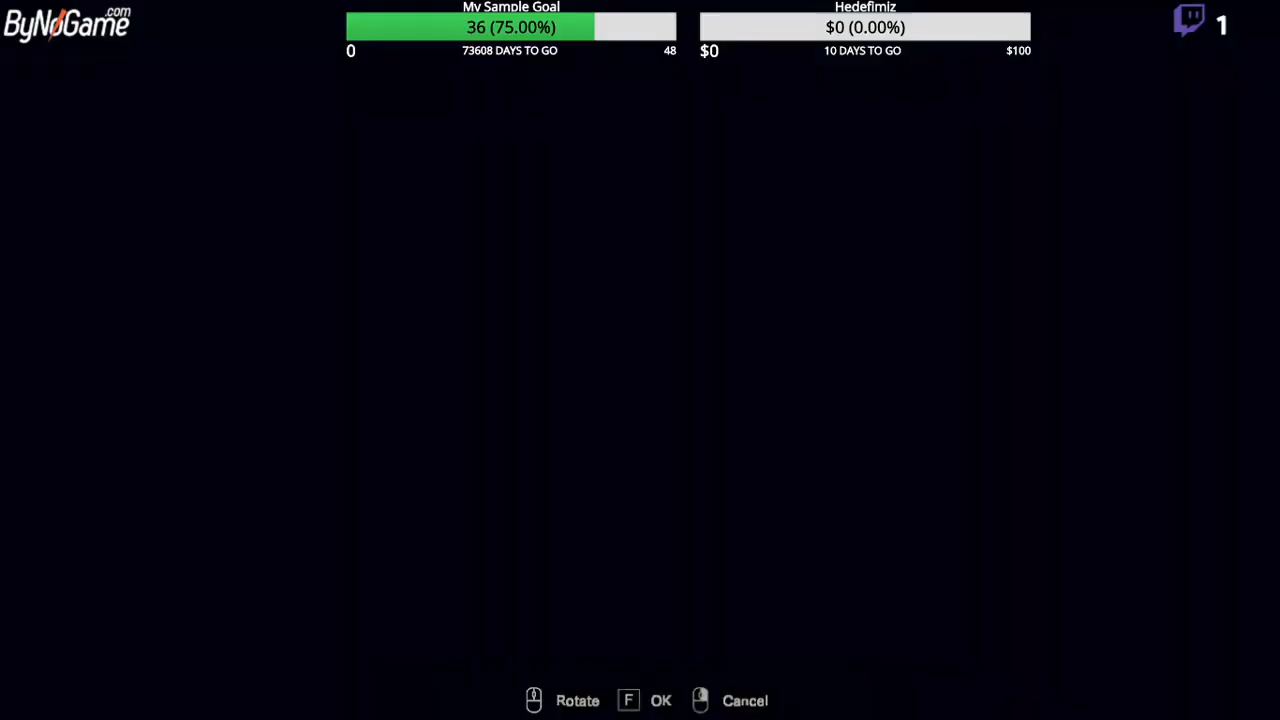 ByNoGame.com
My Sample Goal
36 (75.00%)
0 73608 DAYS TO GO 48
Hedefimiz
$0 (0.00%)
$0 10 DAYS TO GO $100
1
Rotate F OK Cancel